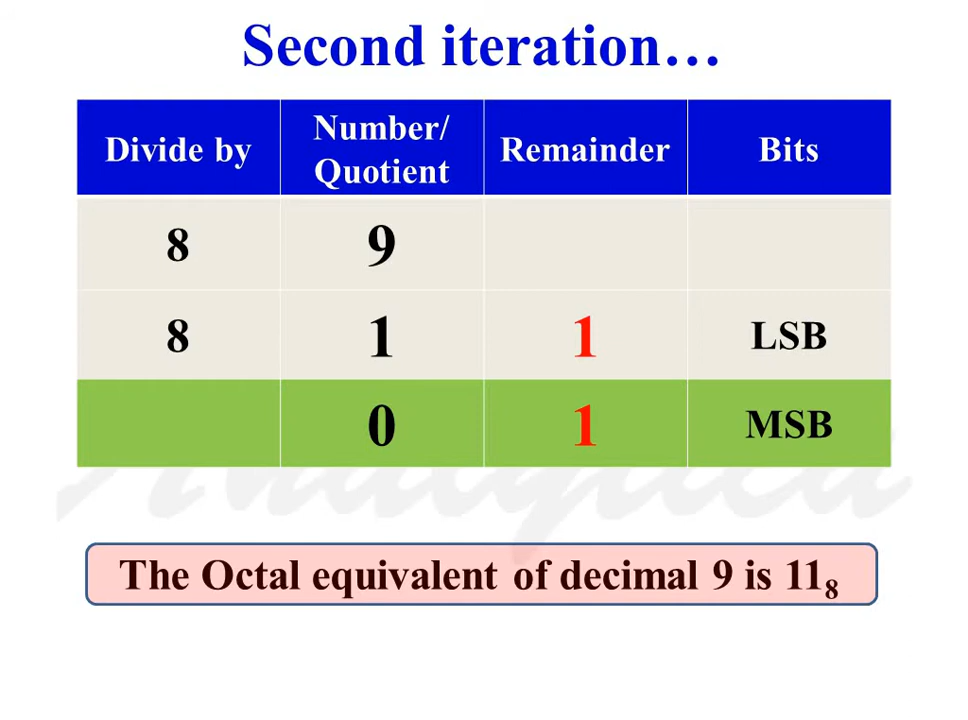 Second iteration…
Divide by Number/ Quotient Remainder Bits
8 9
8 1 1 LSB
0 1 MSB
The Octal equivalent of decimal 9 is 11₈